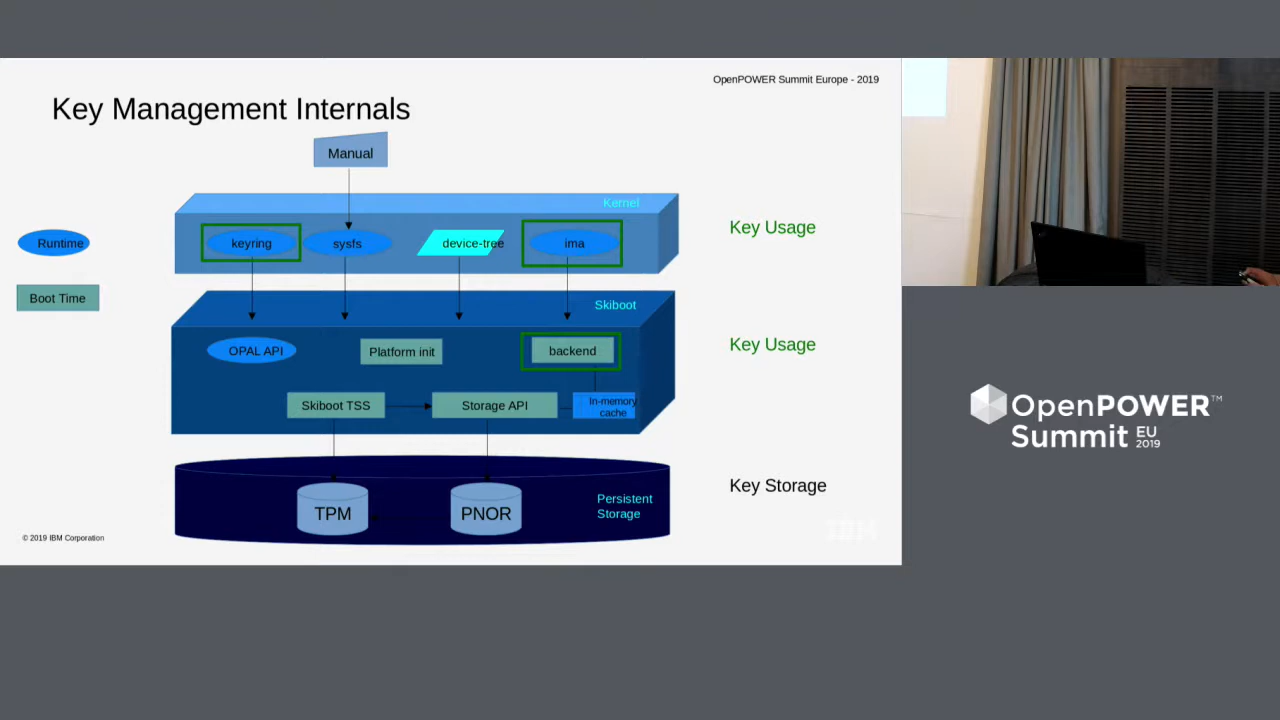 OpenPOWER Summit Europe - 2019
Key Management Internals
Manual
Kernel
Runtime
keyring
sysfs
device-tree
ima
Key Usage
Boot Time
Skiboot
OPAL API
Platform init
backend
Key Usage
Skiboot TSS
Storage API
In-memory
cache
TPM
PNOR
Persistent
Storage
Key Storage
IBM
© 2019 IBM Corporation
OpenPOWER™
Summit EU
2019